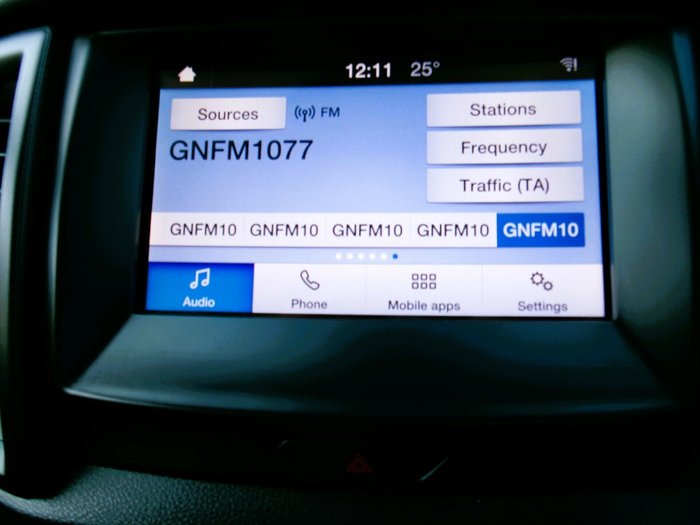 12:11 25°
Sources FM Stations
GNFM1077 Frequency
Traffic (TA)
GNFM10 GNFM10 GNFM10 GNFM10 GNFM10
Audio Phone Mobile apps Settings